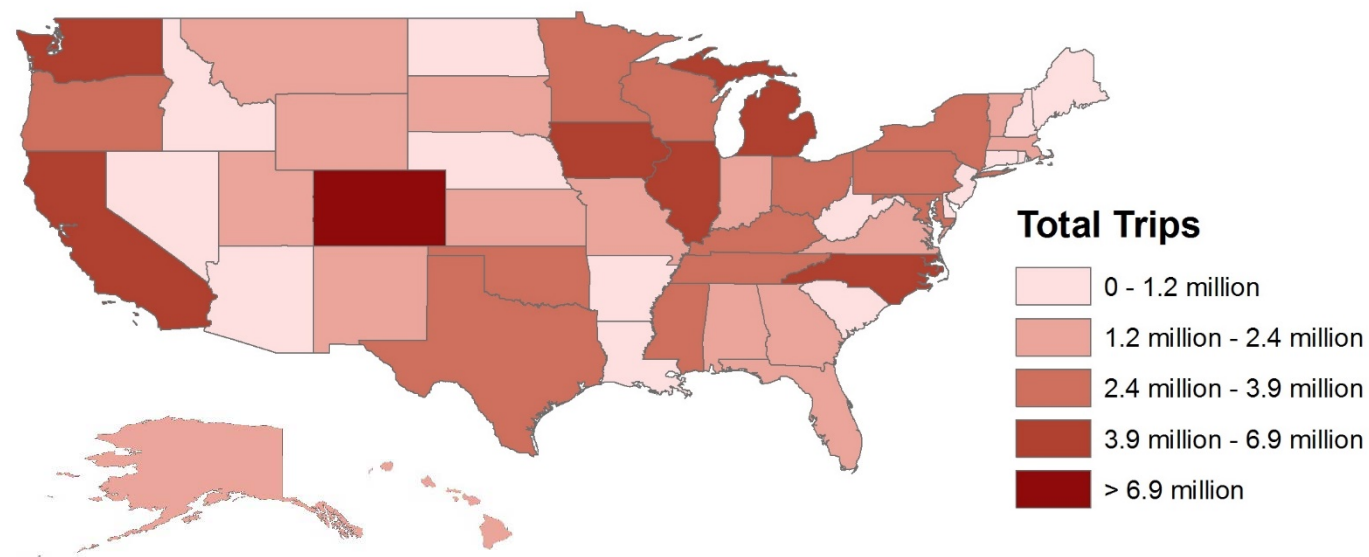 Total Trips
0 - 1.2 million
1.2 million - 2.4 million
2.4 million - 3.9 million
3.9 million - 6.9 million
> 6.9 million